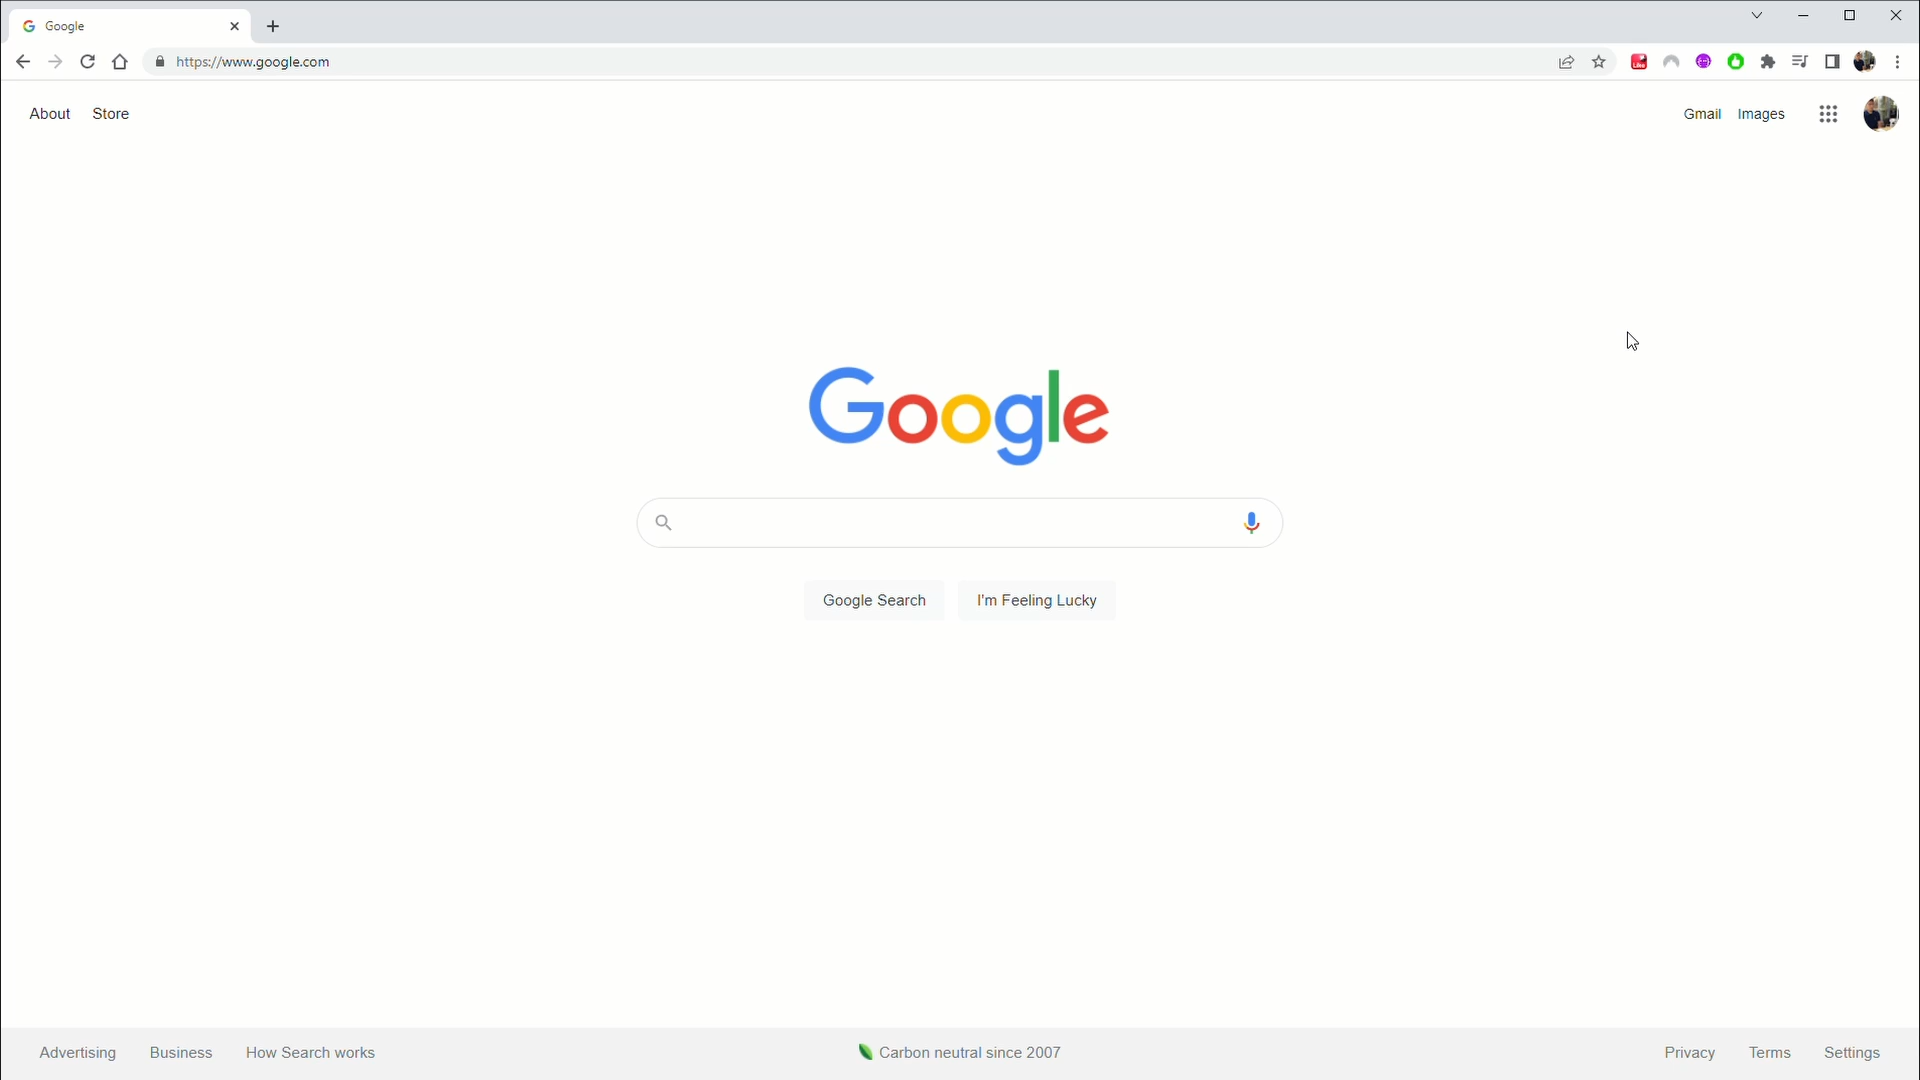 Google
https://www.google.com
About Store
Gmail Images
Google
Google Search I'm Feeling Lucky
Advertising Business How Search works
Carbon neutral since 2007
Privacy Terms Settings